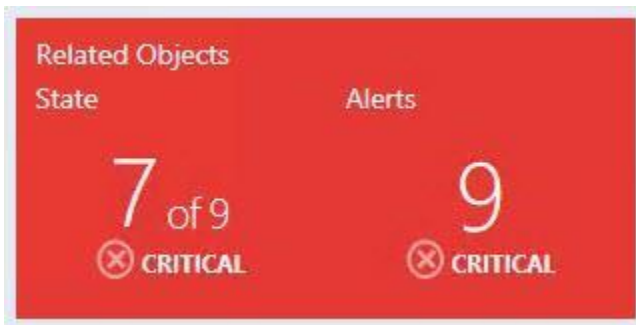 Related Objects
State Alerts
7 of 9 9
CRITICAL CRITICAL